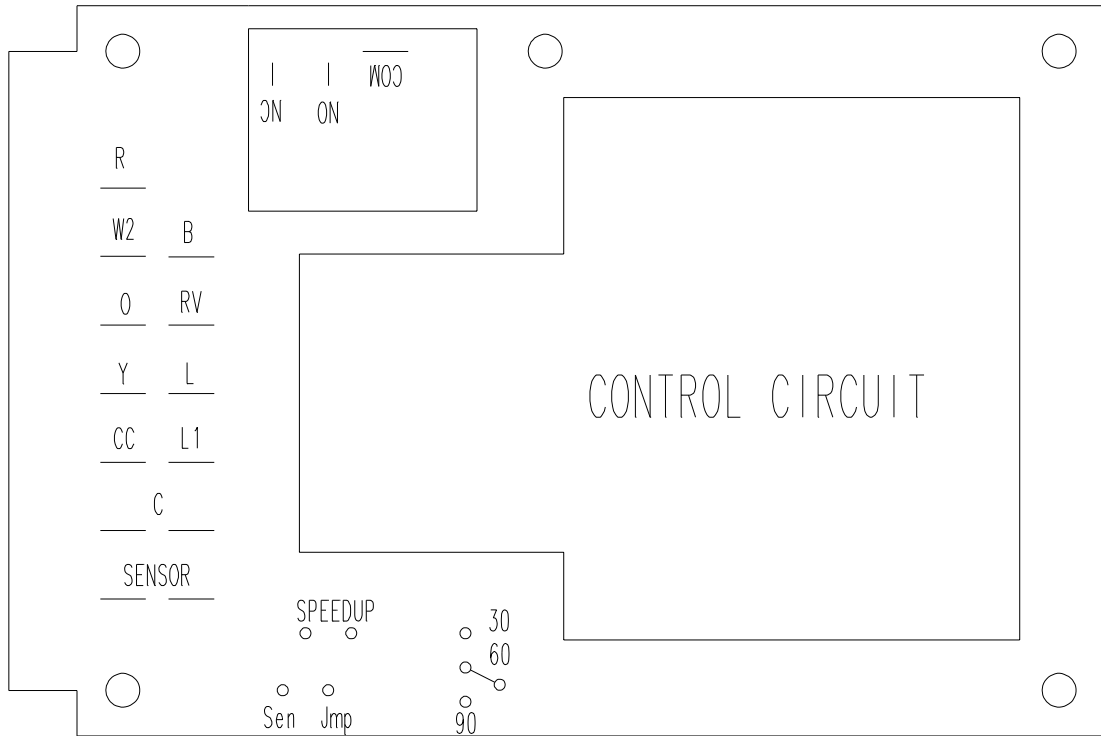 COM
NC NO
R
W2 B
O RV
Y L
CC L1
C
SENSOR
CONTROL CIRCUIT
SPEEDUP
30
60
90
Sen Jmp